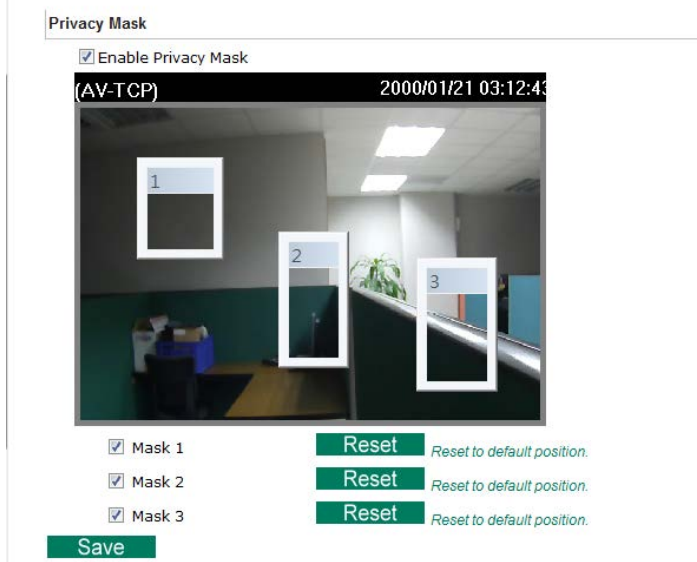 Privacy Mask
Enable Privacy Mask
(AV-TCP) 2000/01/21 03:12:43
1
2
3
Mask 1 Reset Reset to default position.
Mask 2 Reset Reset to default position.
Mask 3 Reset Reset to default position.
Save